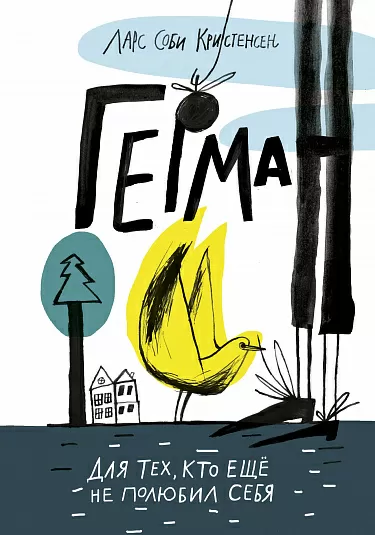 Ларс Соби Кристенсен
ГЕРМаН
Для тех, кто ещё
не полюбил себя